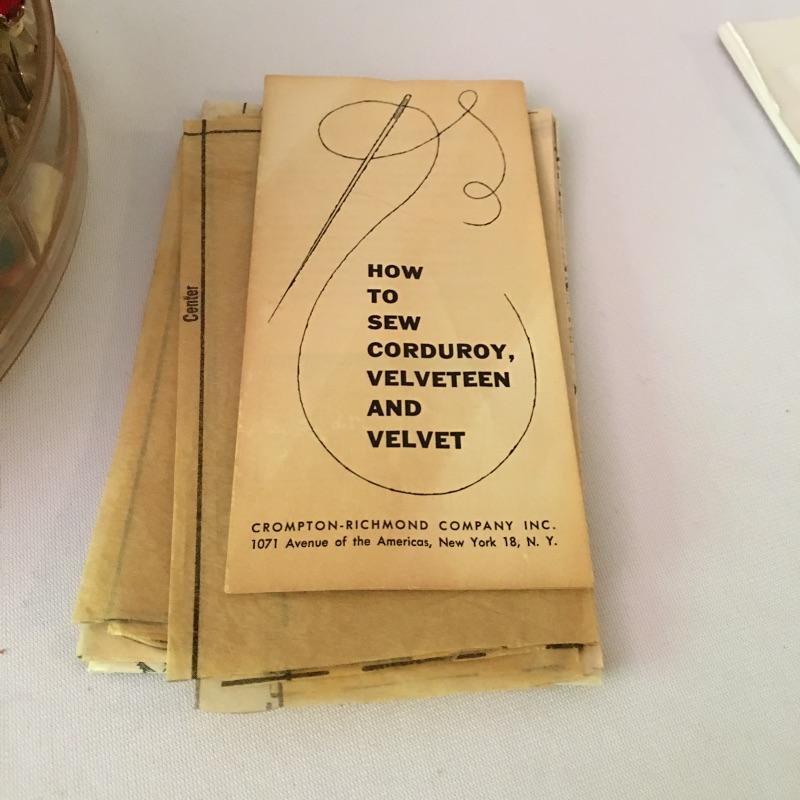 HOW
TO
SEW
CORDUROY,
VELVETEEN
AND
VELVET
CROMPTON-RICHMOND COMPANY INC.
1071 Avenue of the Americas, New York 18, N. Y.
Center